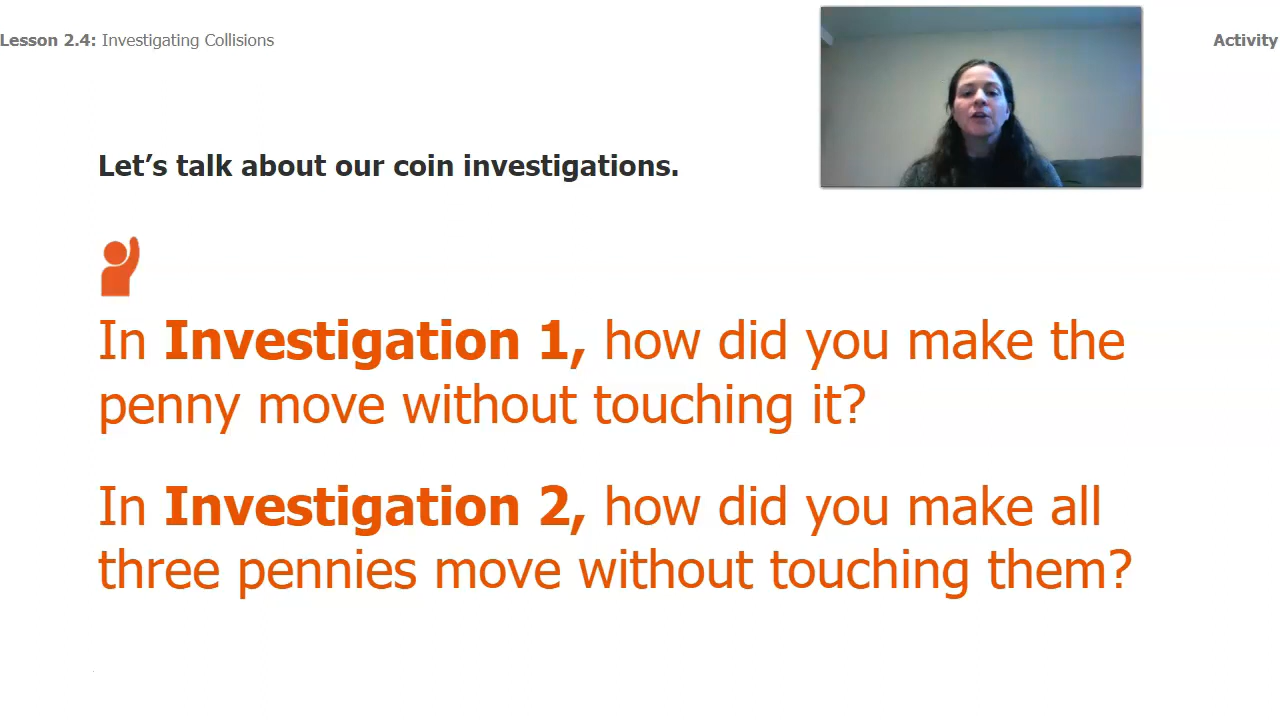 Lesson 2.4: Investigating Collisions
Activity
Let's talk about our coin investigations.
In Investigation 1, how did you make the
penny move without touching it?
In Investigation 2, how did you make all
three pennies move without touching them?